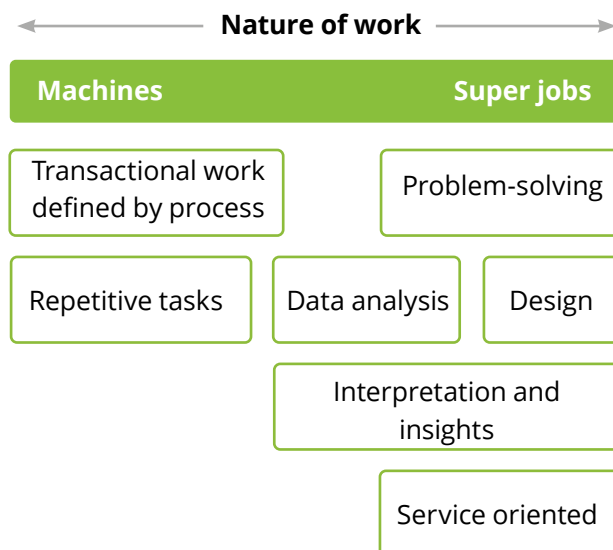 Nature of work
Machines
Super jobs
Transactional work
defined by process
Problem-solving
Repetitive tasks
Data analysis
Design
Interpretation and
insights
Service oriented